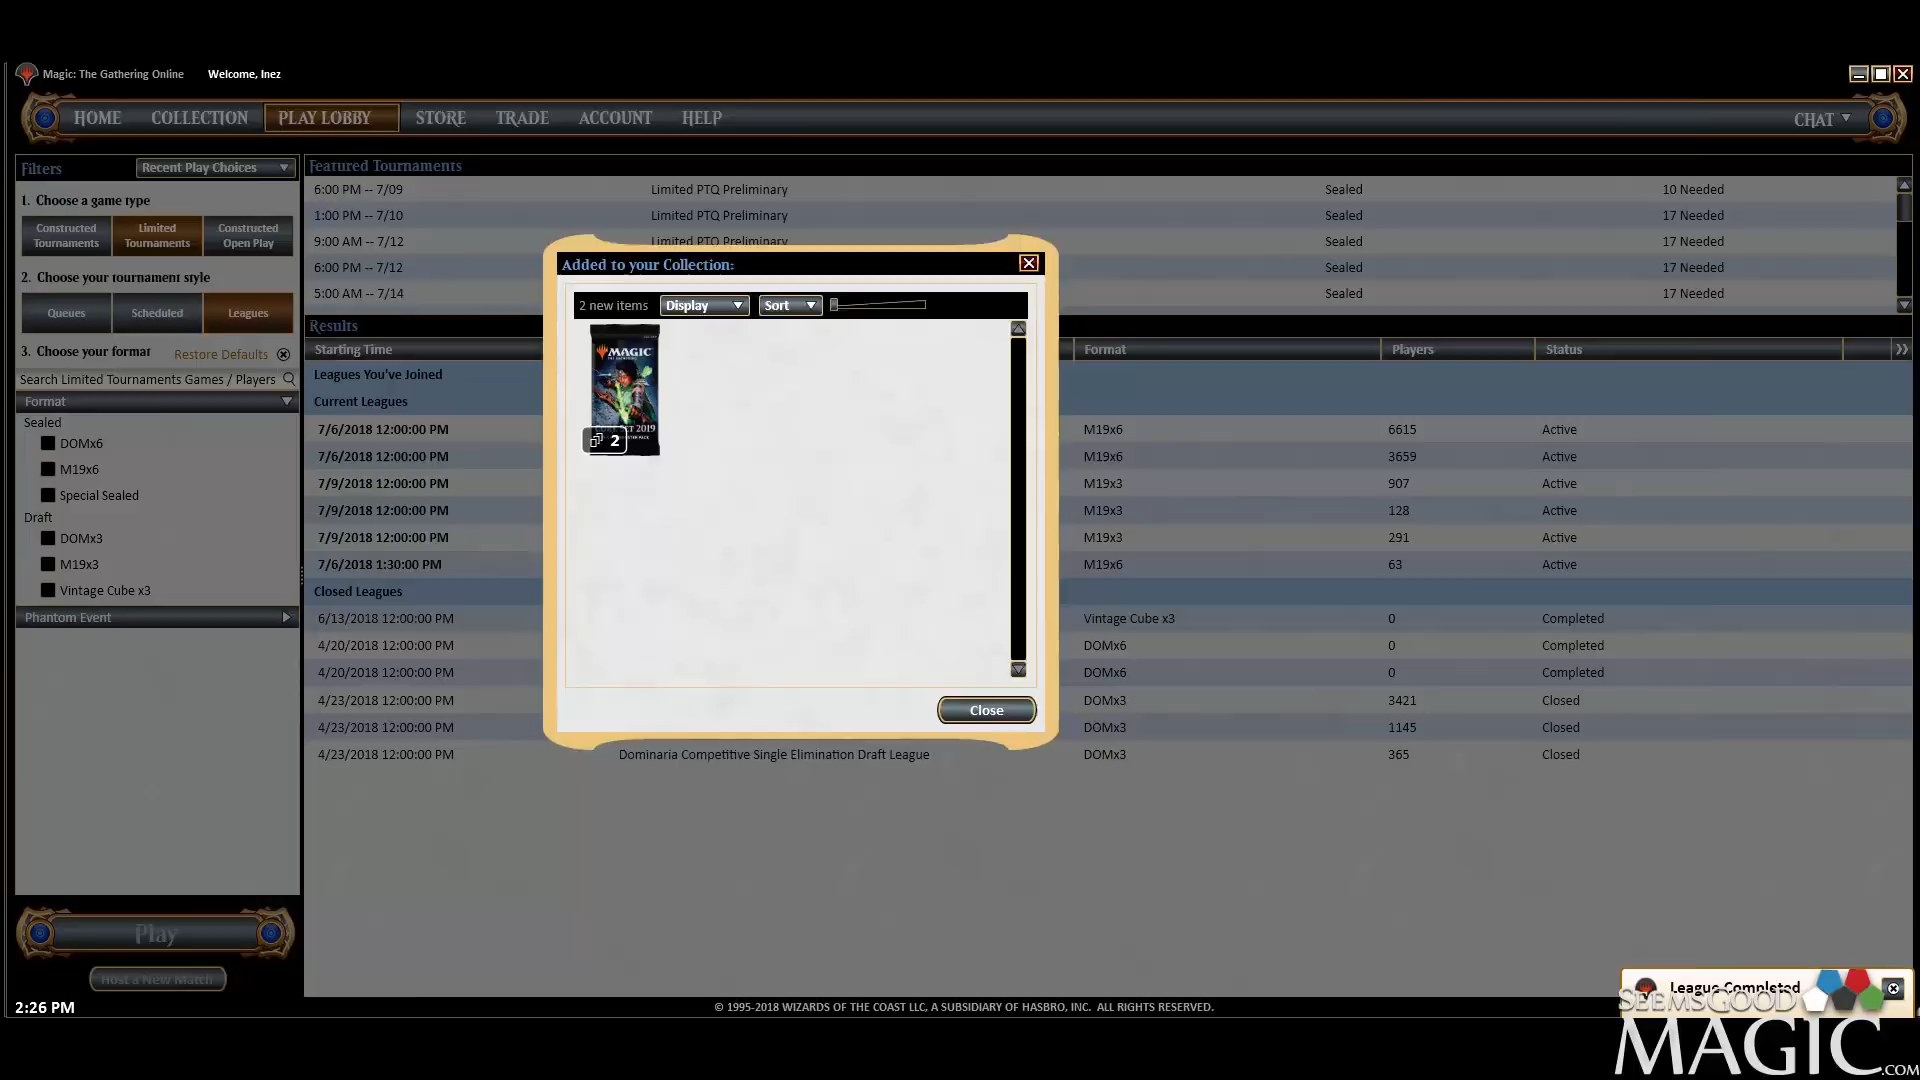 Magic: The Gathering Online Welcome, Inez
HOME COLLECTION PLAY LOBBY STORE TRADE ACCOUNT HELP CHAT
Filters Recent Play Choices
1. Choose a game type
Constructed Tournaments
Limited Tournaments
Constructed Open Play
2. Choose your tournament style
Queues Scheduled Leagues
3. Choose your format Restore Defaults
Search Limited Tournaments Games / Players
Format
Sealed
DOMx6
M19x6
Special Sealed
Draft
DOMx3
M19x3
Vintage Cube x3
Phantom Event
Play
Host a New Match
2:26 PM
Featured Tournaments
6:00 PM -- 7/09 Limited PTQ Preliminary Sealed 10 Needed
1:00 PM -- 7/10 Limited PTQ Preliminary Sealed 17 Needed
9:00 AM -- 7/12 Limited PTQ Preliminary Sealed 17 Needed
6:00 PM -- 7/12 Sealed 17 Needed
5:00 AM -- 7/14 Sealed 17 Needed
Results
Starting Time Format Players Status
Leagues You've Joined
Current Leagues
7/6/2018 12:00:00 PM M19x6 6615 Active
7/6/2018 12:00:00 PM M19x6 3659 Active
7/9/2018 12:00:00 PM M19x3 907 Active
7/9/2018 12:00:00 PM M19x3 128 Active
7/9/2018 12:00:00 PM M19x3 291 Active
7/6/2018 1:30:00 PM M19x6 63 Active
Closed Leagues
6/13/2018 12:00:00 PM Vintage Cube x3 0 Completed
4/20/2018 12:00:00 PM DOMx6 0 Completed
4/20/2018 12:00:00 PM DOMx6 0 Completed
4/23/2018 12:00:00 PM DOMx3 3421 Closed
4/23/2018 12:00:00 PM DOMx3 1145 Closed
4/23/2018 12:00:00 PM Dominaria Competitive Single Elimination Draft League DOMx3 365 Closed
Added to your Collection:
2 new items Display Sort
MAGIC
SET 2019
2
Close
© 1995-2018 WIZARDS OF THE COAST LLC, A SUBSIDIARY OF HASBRO, INC. ALL RIGHTS RESERVED.
League Completed
SEEMSGOOD
MAGIC.COM